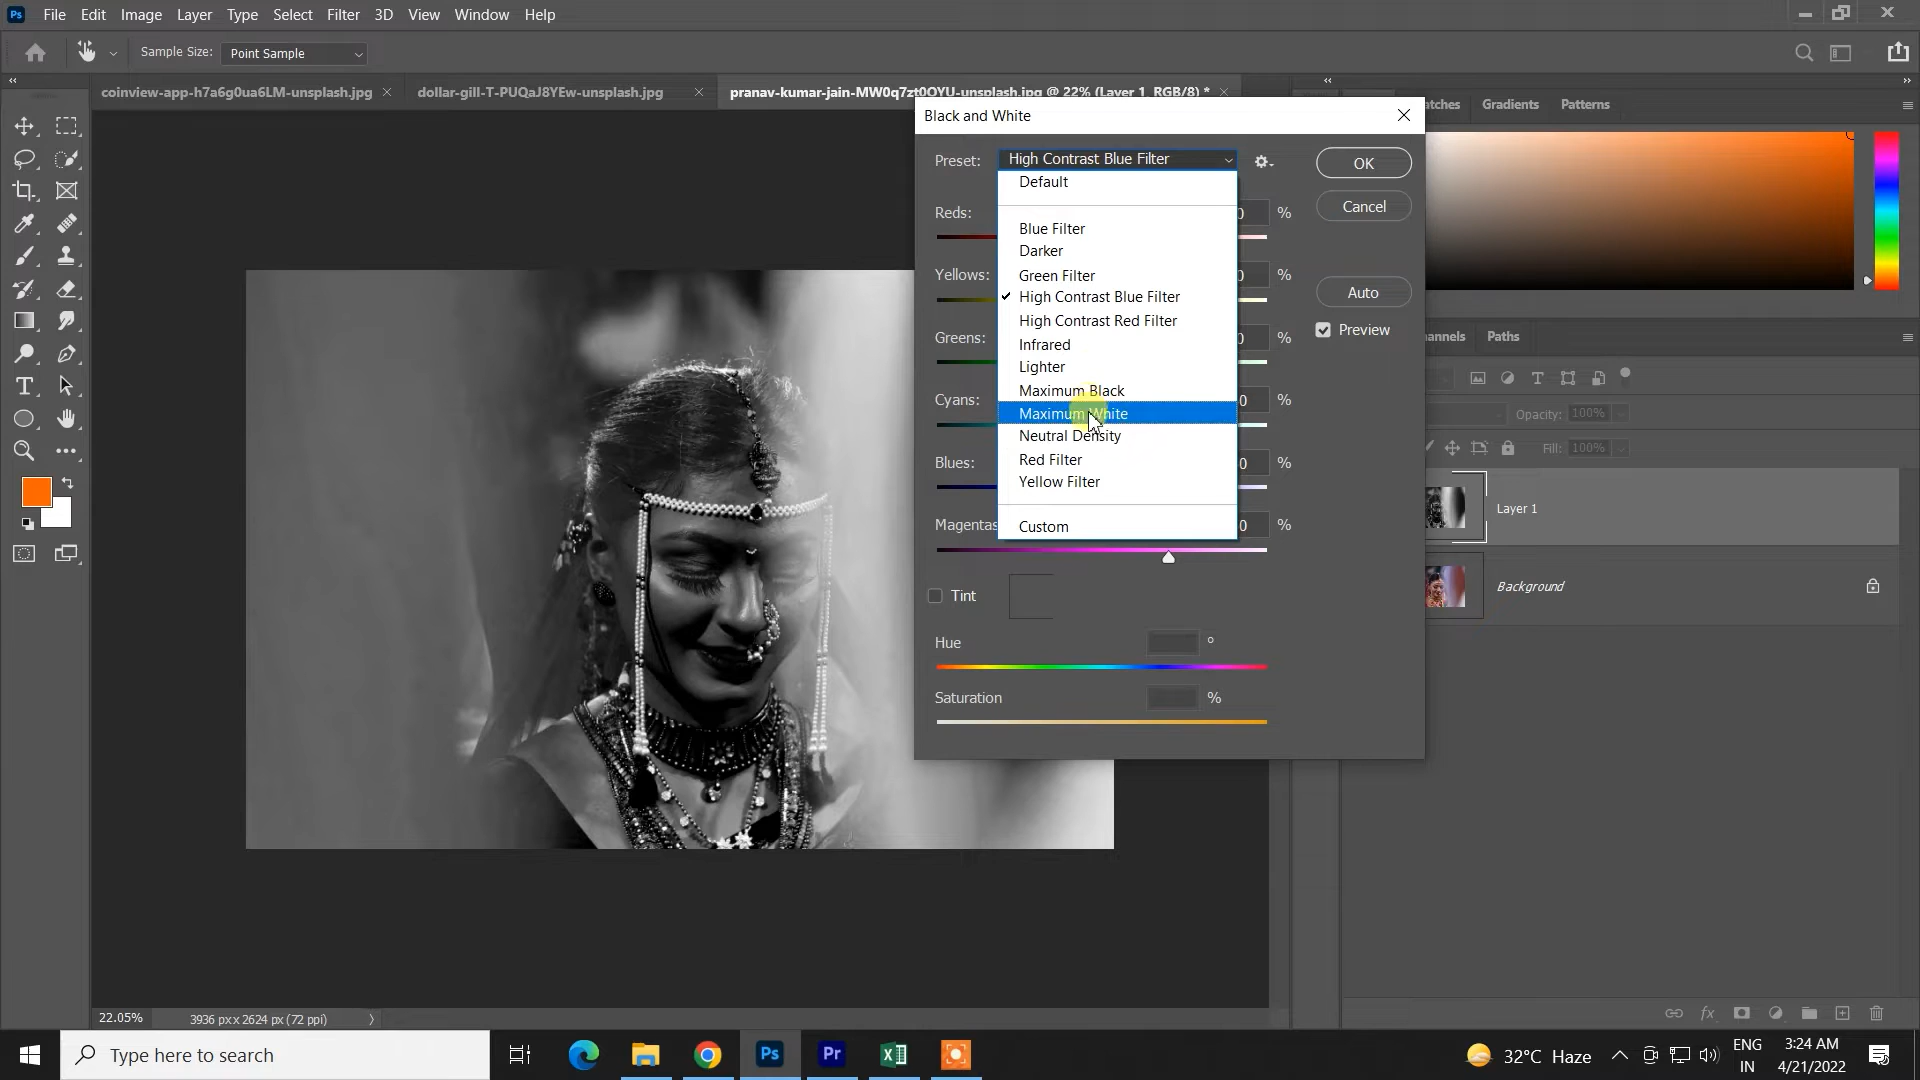 Ps File Edit Image Layer Type Select Filter 3D View Window Help
Sample Size: Point Sample
coinview-app-h7a6g0ua6LM-unsplash.jpg dollar-gill-T-PUQaJ8YEw-unsplash.jpg pranav-kumar-jain-MW0q7zt0OYU-unsplash.jpg @ 22% (Layer 1, RGB/8) *
Gradients Patterns
Black and White
Preset: High Contrast Blue Filter
OK
Default
Cancel
Reds: %
Blue Filter
Darker
Yellows: %
Green Filter
Auto
High Contrast Blue Filter
High Contrast Red Filter
Preview
Greens: %
Infrared
Lighter
Maximum Black
Cyans: %
Maximum White
Neutral Density
Blues: %
Red Filter
Yellow Filter
Magentas %
Custom
Tint
Hue °
Saturation %
Paths
Opacity: 100%
Fill: 100%
Layer 1
Background
22.05% 3936 px x 2624 px (72 ppi)
Type here to search
Ps Pr
32°C Haze
ENG
IN
3:24 AM
4/21/2022